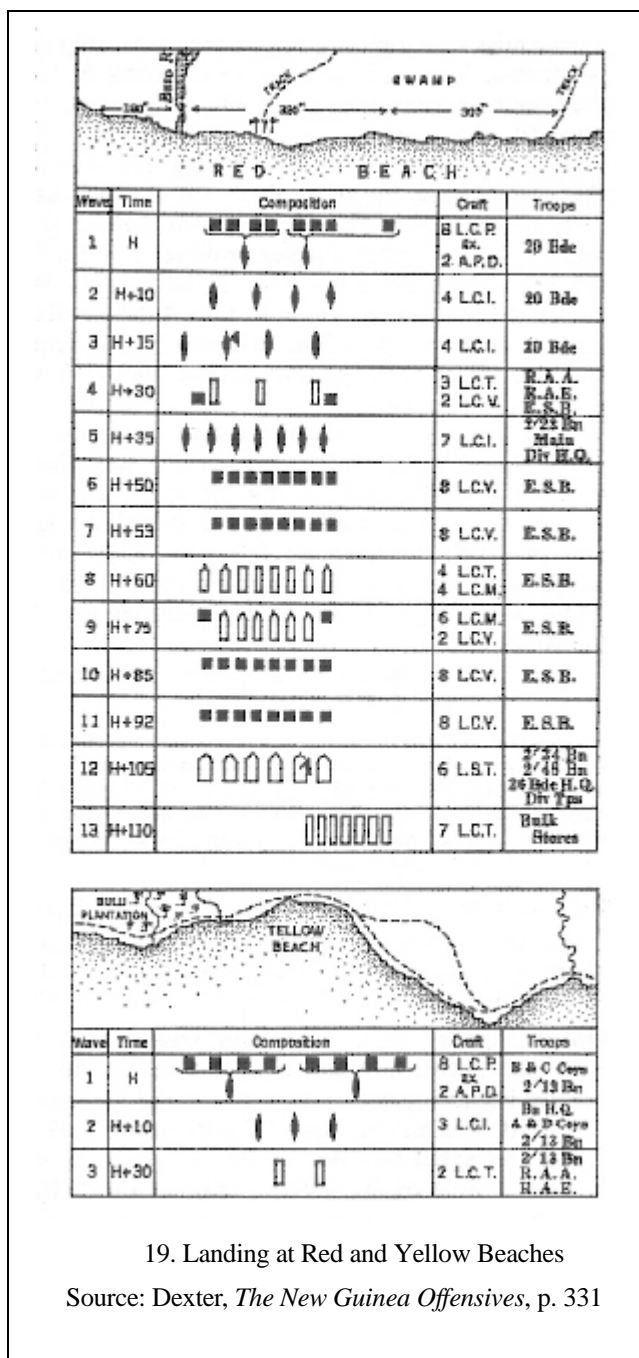 TRACK
SWAMP
TRACK
RED BEACH
Wave Time Composition Craft Troops
1 H 8 L.C.P. ex. 2 A.P.D. 20 Bde
2 H+10 4 L.C.I. 20 Bde
3 H+15 4 L.C.I. 20 Bde
4 H+30 3 L.C.T. 2 L.C.V. R.A.A. R.A.E. E.S.B.
5 H+35 7 L.C.I. 2/23 Bn Main Div H.Q.
6 H+50 8 L.C.V. E.S.B.
7 H+53 8 L.C.V. E.S.B.
8 H+60 4 L.C.T. 4 L.C.M. E.S.B.
9 H+75 6 L.C.M. 2 L.C.V. E.S.B.
10 H+85 8 L.C.V. E.S.B.
11 H+92 8 L.C.V. E.S.B.
12 H+105 6 L.S.T. 2/24 Bn 2/48 Bn 26 Bde H.Q. Div Tps
13 H+110 7 L.C.T. Bulk Stores
BULU
PLANTATION
YELLOW
BEACH
Wave Time Composition Craft Troops
1 H 8 L.C.P. ex 2 A.P.D. B & C Coys 2/13 Bn
2 H+10 3 L.C.I. Bn H.Q. A & D Coys 2/13 Bn
3 H+30 2 L.C.T. 2/13 Bn R.A.A. R.A.E.
19. Landing at Red and Yellow Beaches
Source: Dexter, The New Guinea Offensives, p. 331